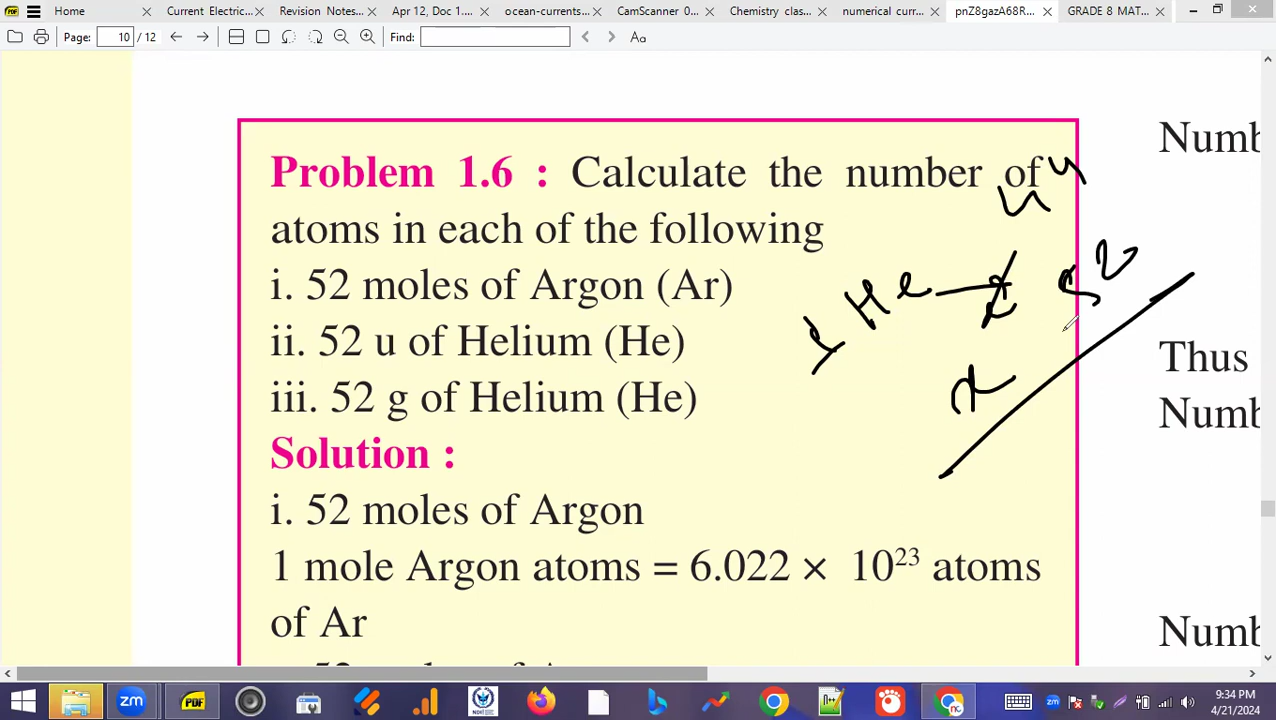 Home
Current Electric...
Revision Notes...
Apr 12, Doc 1....
ocean-currents...
CamScanner 0...
Chemistry clas...
numerical curr...
pnZ8gazA68R...
GRADE 8 MAT...
Page: 10 / 12
Find:
Aa
Problem 1.6 : Calculate the number of
atoms in each of the following
i. 52 moles of Argon (Ar)
ii. 52 u of Helium (He)
iii. 52 g of Helium (He)
Solution :
i. 52 moles of Argon
1 mole Argon atoms = 6.022 × 10²³ atoms
of Ar
Numb
Thus
Numb
Numb
He
52
x
9:34 PM
4/21/2024